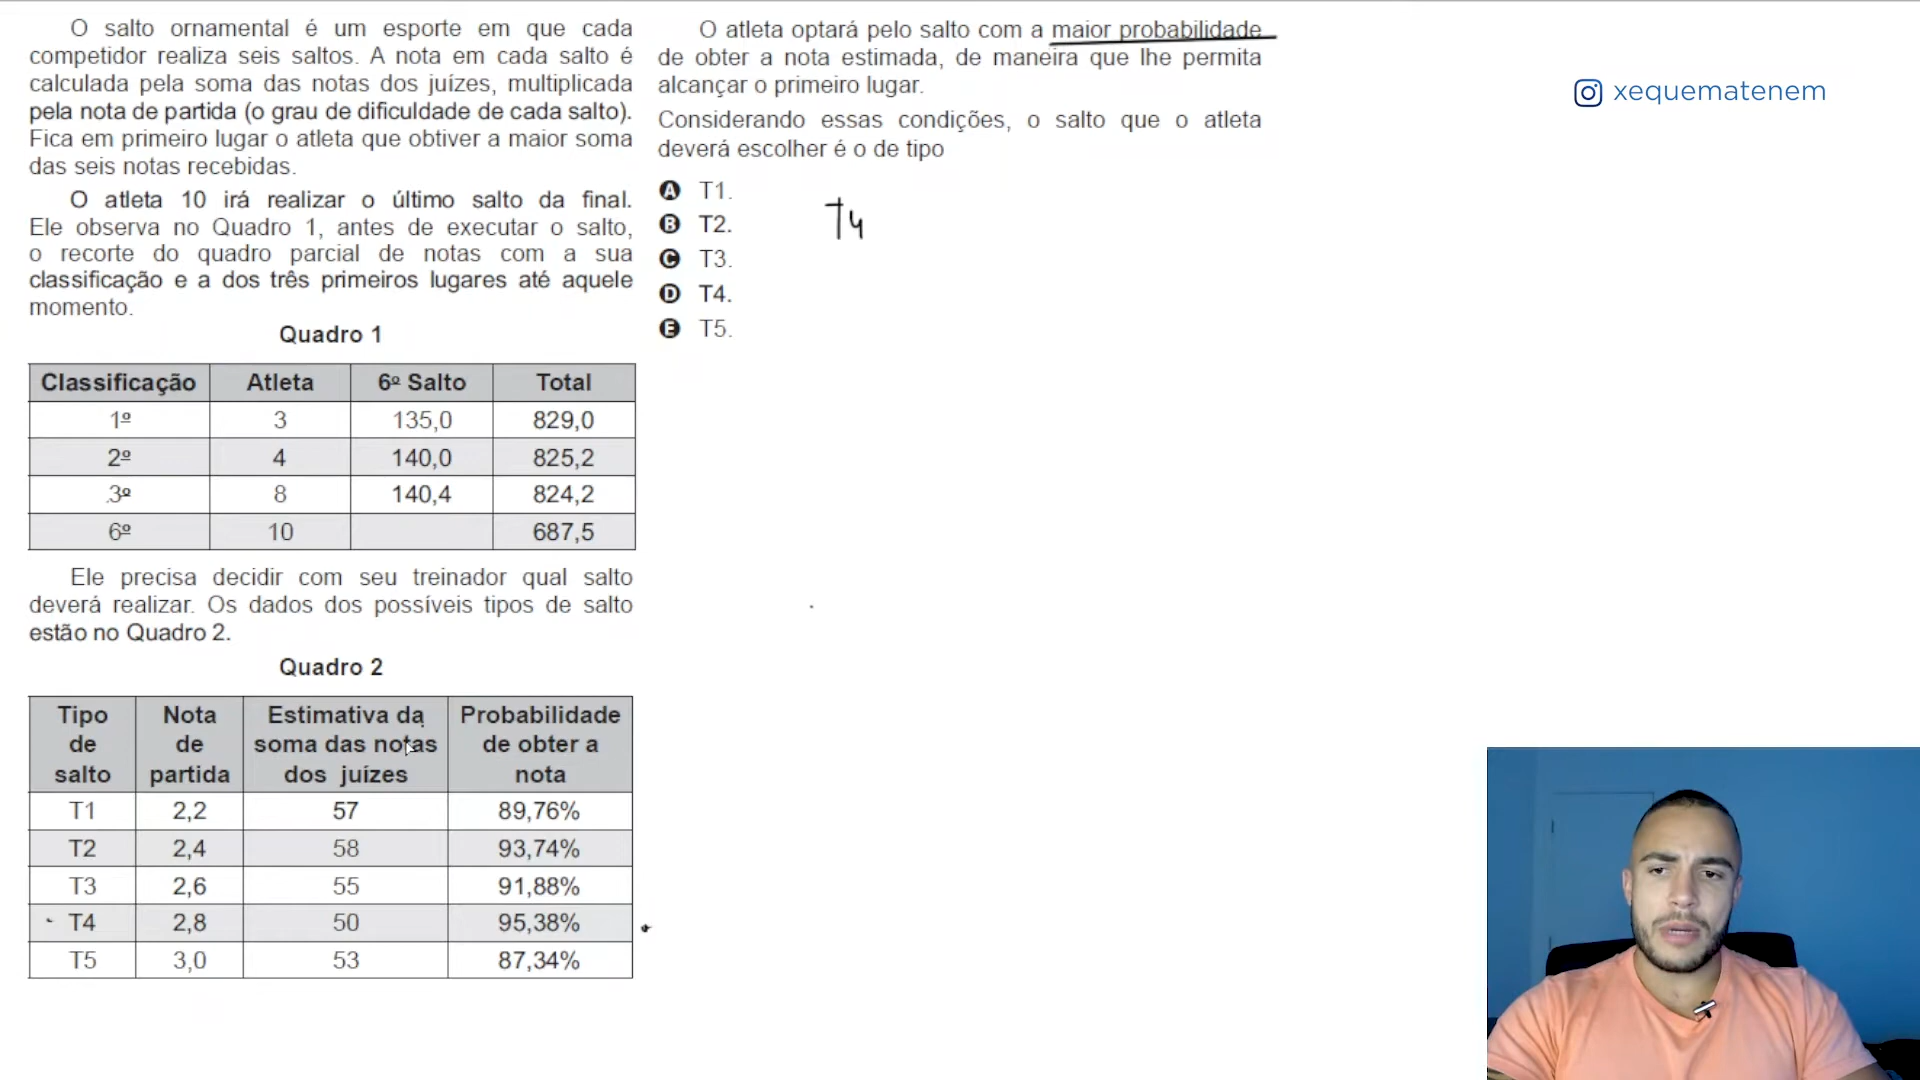 O salto ornamental é um esporte em que cada
competidor realiza seis saltos. A nota em cada salto é
calculada pela soma das notas dos juízes, multiplicada
pela nota de partida (o grau de dificuldade de cada salto).
Fica em primeiro lugar o atleta que obtiver a maior soma
das seis notas recebidas.
O atleta 10 irá realizar o último salto da final.
Ele observa no Quadro 1, antes de executar o salto,
o recorte do quadro parcial de notas com a sua
classificação e a dos três primeiros lugares até aquele
momento.
Quadro 1
Classificação Atleta 6º Salto Total
1º 3 135,0 829,0
2º 4 140,0 825,2
3º 8 140,4 824,2
6º 10 687,5
Ele precisa decidir com seu treinador qual salto
deverá realizar. Os dados dos possíveis tipos de salto
estão no Quadro 2.
Quadro 2
Tipo de salto Nota de partida Estimativa da soma das notas dos juízes Probabilidade de obter a nota
T1 2,2 57 89,76%
T2 2,4 58 93,74%
T3 2,6 55 91,88%
T4 2,8 50 95,38%
T5 3,0 53 87,34%
O atleta optará pelo salto com a maior probabilidade
de obter a nota estimada, de maneira que lhe permita
alcançar o primeiro lugar.
Considerando essas condições, o salto que o atleta
deverá escolher é o de tipo
A T1.
B T2.
C T3.
D T4.
E T5.
T4
xequematenem